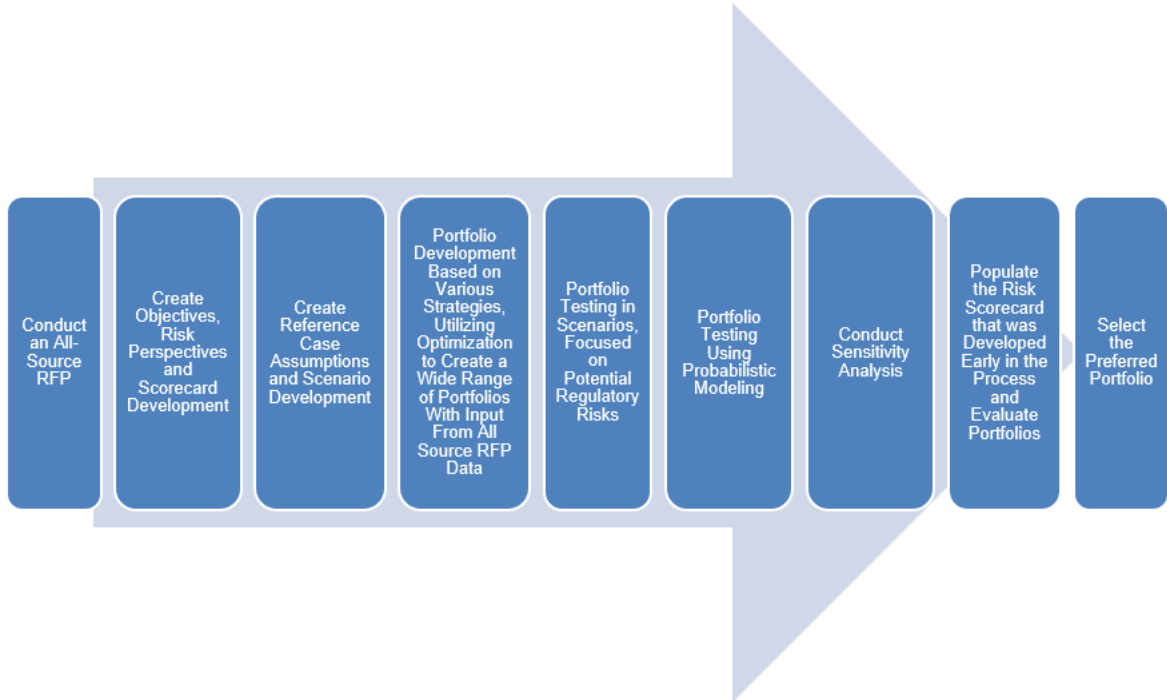 Conduct
an All-
Source
RFP
Create
Objectives,
Risk
Perspectives
and
Scorecard
Development
Create
Reference
Case
Assumptions
and Scenario
Development
Portfolio
Development
Based on
Various
Strategies,
Utilizing
Optimization
to Create a
Wide Range
of Portfolios
With Input
From All
Source RFP
Data
Portfolio
Testing in
Scenarios,
Focused
on
Potential
Regulatory
Risks
Portfolio
Testing
Using
Probabilistic
Modeling
Conduct
Sensitivity
Analysis
Populate
the Risk
Scorecard
that was
Developed
Early in the
Process
and
Evaluate
Portfolios
Select
the
Preferred
Portfolio